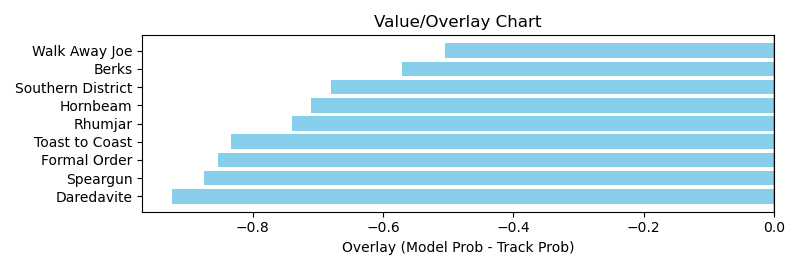 Value/Overlay Chart
Walk Away Joe
Berks
Southern District
Hornbeam
Rhumjar
Toast to Coast
Formal Order
Speargun
Daredavite
−0.8 −0.6 −0.4 −0.2 0.0
Overlay (Model Prob - Track Prob)